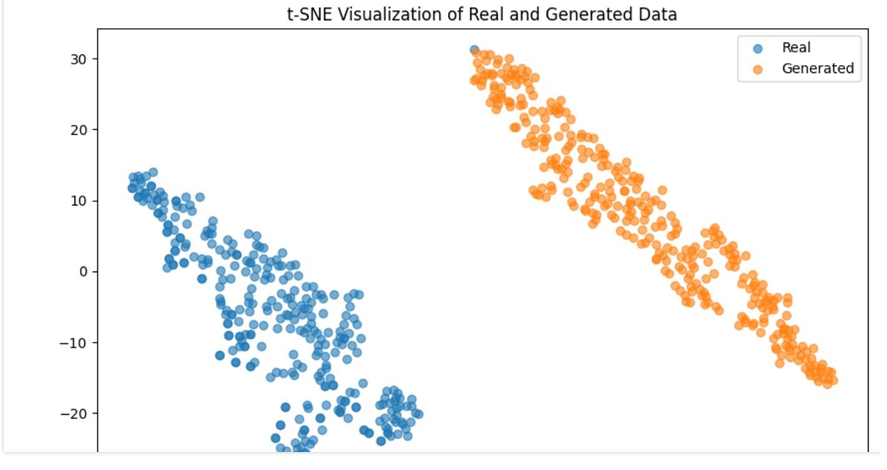 t-SNE Visualization of Real and Generated Data
Real
Generated
30
20
10
0
−10
−20